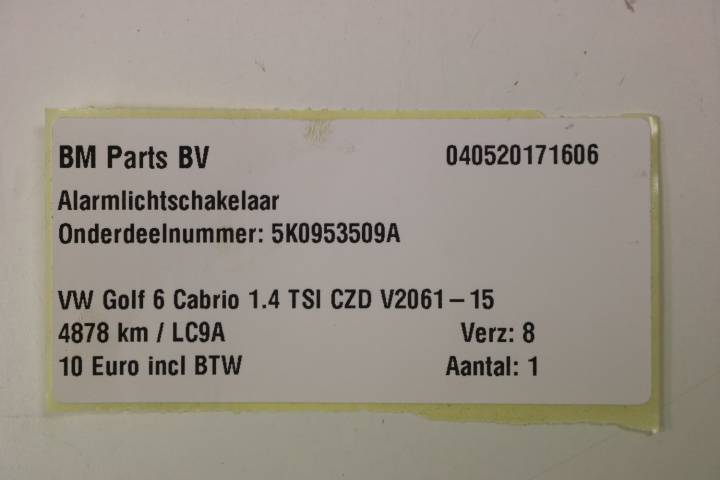 BM Parts BV 040520171606
Alarmlichtschakelaar
Onderdeelnummer: 5K0953509A
VW Golf 6 Cabrio 1.4 TSI CZD V2061-15
4878 km / LC9A Verz: 8
10 Euro incl BTW Aantal: 1